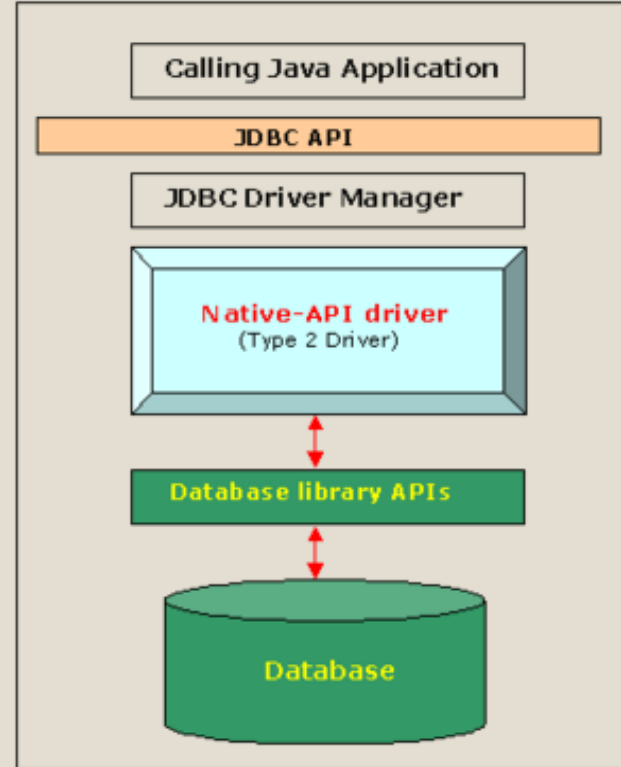 Calling Java Application
JDBC API
JDBC Driver Manager
Native-API driver
(Type 2 Driver)
Database library APIs
Database